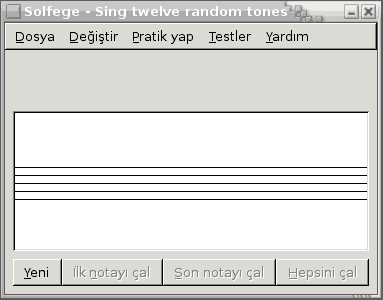 Solfege - Sing twelve random tones
Dosya Değiştir Pratik yap Testler Yardım
Yeni İlk notayı çal Son notayı çal Hepsini çal